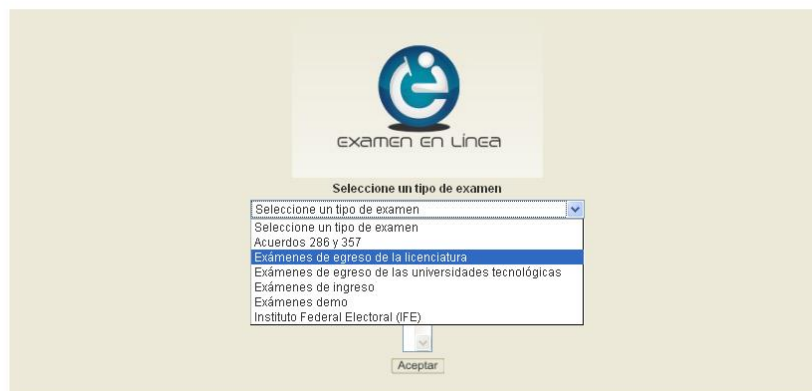 examen en Línea
Seleccione un tipo de examen
Seleccione un tipo de examen
Seleccione un tipo de examen
Acuerdos 286 y 357
Exámenes de egreso de la licenciatura
Exámenes de egreso de las universidades tecnológicas
Exámenes de ingreso
Exámenes demo
Instituto Federal Electoral (IFE)
Aceptar